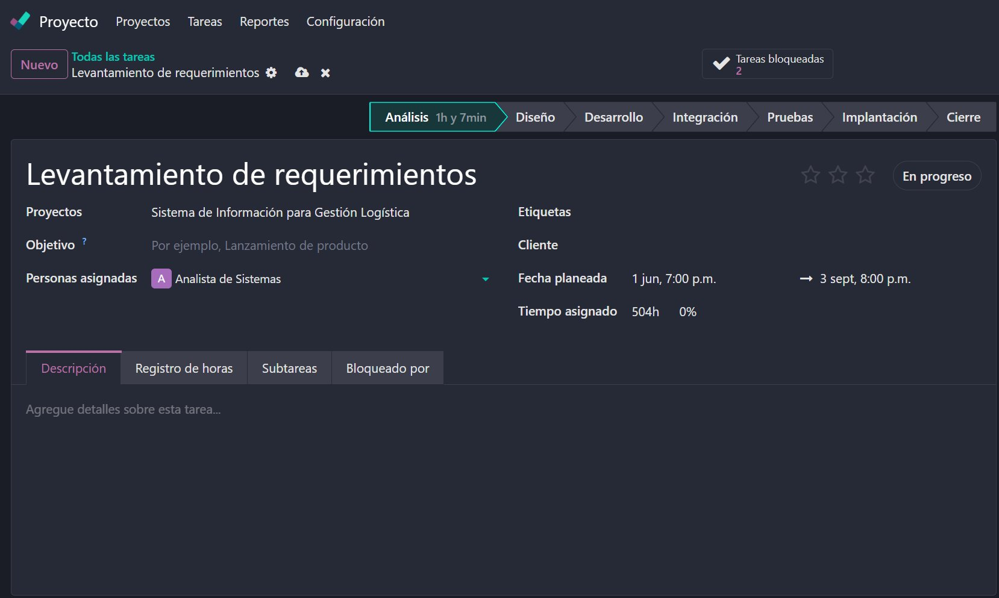 Proyecto Proyectos Tareas Reportes Configuración
Nuevo
Todas las tareas
Levantamiento de requerimientos
Tareas bloqueadas
2
Análisis 1h y 7min Diseño Desarrollo Integración Pruebas Implantación Cierre
Levantamiento de requerimientos
En progreso
Proyectos Sistema de Información para Gestión Logística
Objetivo ? Por ejemplo, Lanzamiento de producto
Personas asignadas A Analista de Sistemas
Etiquetas
Cliente
Fecha planeada 1 jun, 7:00 p.m. → 3 sept, 8:00 p.m.
Tiempo asignado 504h 0%
Descripción Registro de horas Subtareas Bloqueado por
Agregue detalles sobre esta tarea...